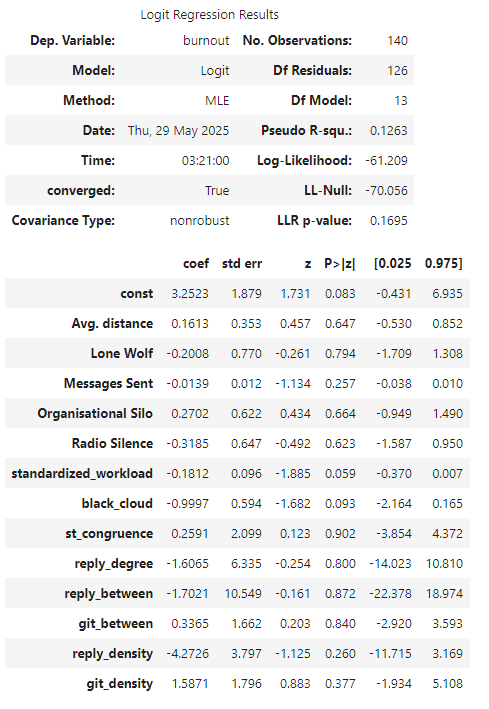 Logit Regression Results
Dep. Variable: burnout No. Observations: 140
Model: Logit Df Residuals: 126
Method: MLE Df Model: 13
Date: Thu, 29 May 2025 Pseudo R-squ.: 0.1263
Time: 03:21:00 Log-Likelihood: -61.209
converged: True LL-Null: -70.056
Covariance Type: nonrobust LLR p-value: 0.1695
coef std err z P>|z| [0.025 0.975]
const 3.2523 1.879 1.731 0.083 -0.431 6.935
Avg. distance 0.1613 0.353 0.457 0.647 -0.530 0.852
Lone Wolf -0.2008 0.770 -0.261 0.794 -1.709 1.308
Messages Sent -0.0139 0.012 -1.134 0.257 -0.038 0.010
Organisational Silo 0.2702 0.622 0.434 0.664 -0.949 1.490
Radio Silence -0.3185 0.647 -0.492 0.623 -1.587 0.950
standardized_workload -0.1812 0.096 -1.885 0.059 -0.370 0.007
black_cloud -0.9997 0.594 -1.682 0.093 -2.164 0.165
st_congruence 0.2591 2.099 0.123 0.902 -3.854 4.372
reply_degree -1.6065 6.335 -0.254 0.800 -14.023 10.810
reply_between -1.7021 10.549 -0.161 0.872 -22.378 18.974
git_between 0.3365 1.662 0.203 0.840 -2.920 3.593
reply_density -4.2726 3.797 -1.125 0.260 -11.715 3.169
git_density 1.5871 1.796 0.883 0.377 -1.934 5.108